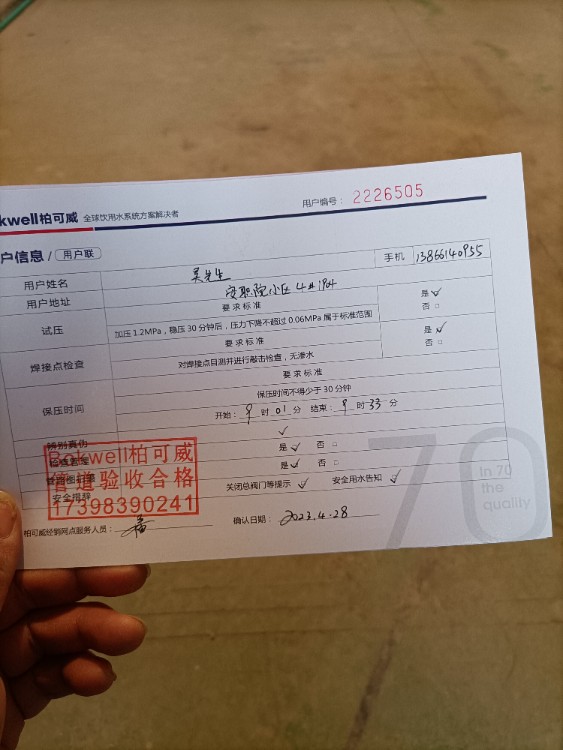 kwell柏可威 全球饮用水系统方案解决者
用户编号： 2226505
户信息 / 用户联
用户姓名 吴先生 手机 13866140955
用户地址 安职院小区 4#194
试压 要求标准 是 ✓
加压1.2MPa，稳压30分钟后，压力下降不超过0.06MPa属于标准范围 否 □
焊接点检查 要求标准 是 ✓
对焊接点目测并进行敲击检查，无渗水 否 □
保压时间 要求标准
保压时间不得少于30分钟
开始：9 时 01 分 结束：9 时 33 分
辨别真伪 ✓
是 ✓ 否 □
是 ✓ 否 □
安全措辞 关闭总阀门等提示 ✓ 安全用水告知 ✓
Bokwell柏可威
管道验收合格
17398390241
柏可威经销网点服务人员：
确认日期： 2023.4.28
70
In 70
the
quality